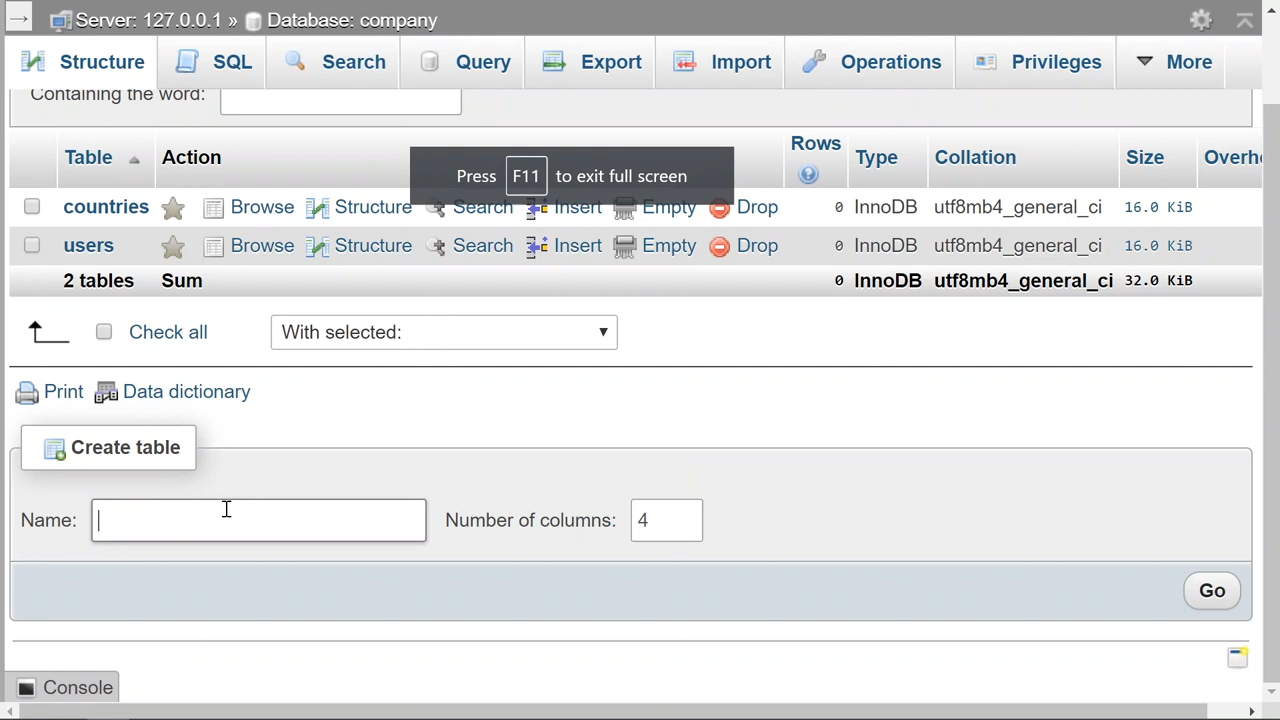 Server: 127.0.0.1 » Database: company
Structure SQL Search Query Export Import Operations Privileges More
Containing the word:
Table Action Rows Type Collation Size Overhe
Press F11 to exit full screen
countries Browse Structure Search Insert Empty Drop 0 InnoDB utf8mb4_general_ci 16.0 KiB
users Browse Structure Search Insert Empty Drop 0 InnoDB utf8mb4_general_ci 16.0 KiB
2 tables Sum 0 InnoDB utf8mb4_general_ci 32.0 KiB
Check all With selected:
Print Data dictionary
Create table
Name: Number of columns: 4
Go
Console